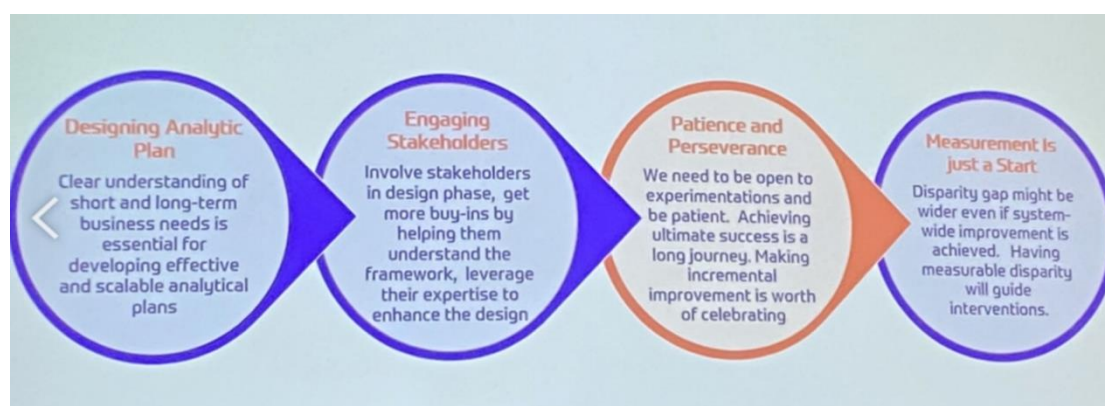 Designing Analytic
Plan
Clear understanding of
short and long-term
business needs is
essential for
developing effective
and scalable analytical
plans
Engaging
Stakeholders
Involve stakeholders
in design phase, get
more buy-ins by
helping them
understand the
framework, leverage
their expertise to
enhance the design
Patience and
Perseverance
We need to be open to
experimentations and
be patient. Achieving
ultimate success is a
long journey. Making
incremental
improvement is worth
of celebrating
Measurement Is
just a Start
Disparity gap might be
wider even if system-
wide improvement is
achieved. Having
measurable disparity
will guide
interventions.